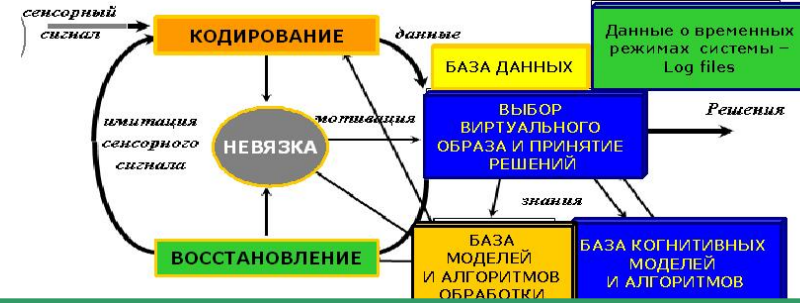 сенсорный
сигнал
КОДИРОВАНИЕ
данные
БАЗА ДАННЫХ
Данные о временных
режимах системы –
Log files
имитация
сенсорного
сигнала
НЕВЯЗКА
мотивация
ВЫБОР
ВИРТУАЛЬНОГО
ОБРАЗА И ПРИНЯТИЕ
РЕШЕНИЙ
Решения
знания
ВОССТАНОВЛЕНИЕ
БАЗА
МОДЕЛЕЙ
И АЛГОРИТМОВ
ОБРАБОТКИ
БАЗА КОГНИТИВНЫХ
МОДЕЛЕЙ
И АЛГОРИТМОВ